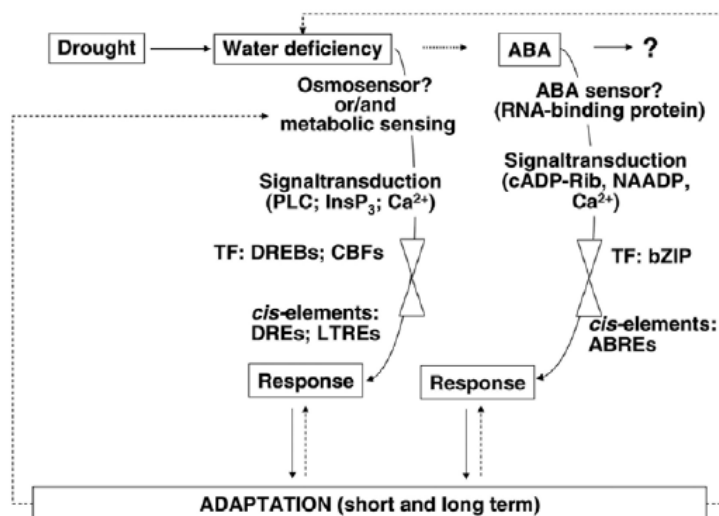 Drought
Water deficiency
ABA
?
Osmosensor?
or/and
metabolic sensing
ABA sensor?
(RNA-binding protein)
Signaltransduction
(PLC; InsP₃; Ca²⁺)
Signaltransduction
(cADP-Rib, NAADP,
Ca²⁺)
TF: DREBs; CBFs
TF: bZIP
cis-elements:
DREs; LTREs
cis-elements:
ABREs
Response
Response
ADAPTATION (short and long term)